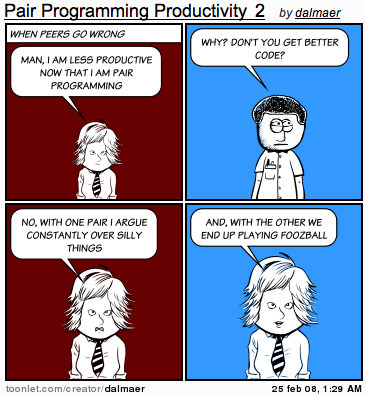 Pair Programming Productivity 2 by dalmaer
WHEN PEERS GO WRONG
MAN, I AM LESS PRODUCTIVE
NOW THAT I AM PAIR
PROGRAMMING
WHY? DON'T YOU GET BETTER
CODE?
NO, WITH ONE PAIR I ARGUE
CONSTANTLY OVER SILLY
THINGS
AND, WITH THE OTHER WE
END UP PLAYING FOOZBALL
toonlet.com/creator/dalmaer 25 feb 08, 1:29 AM